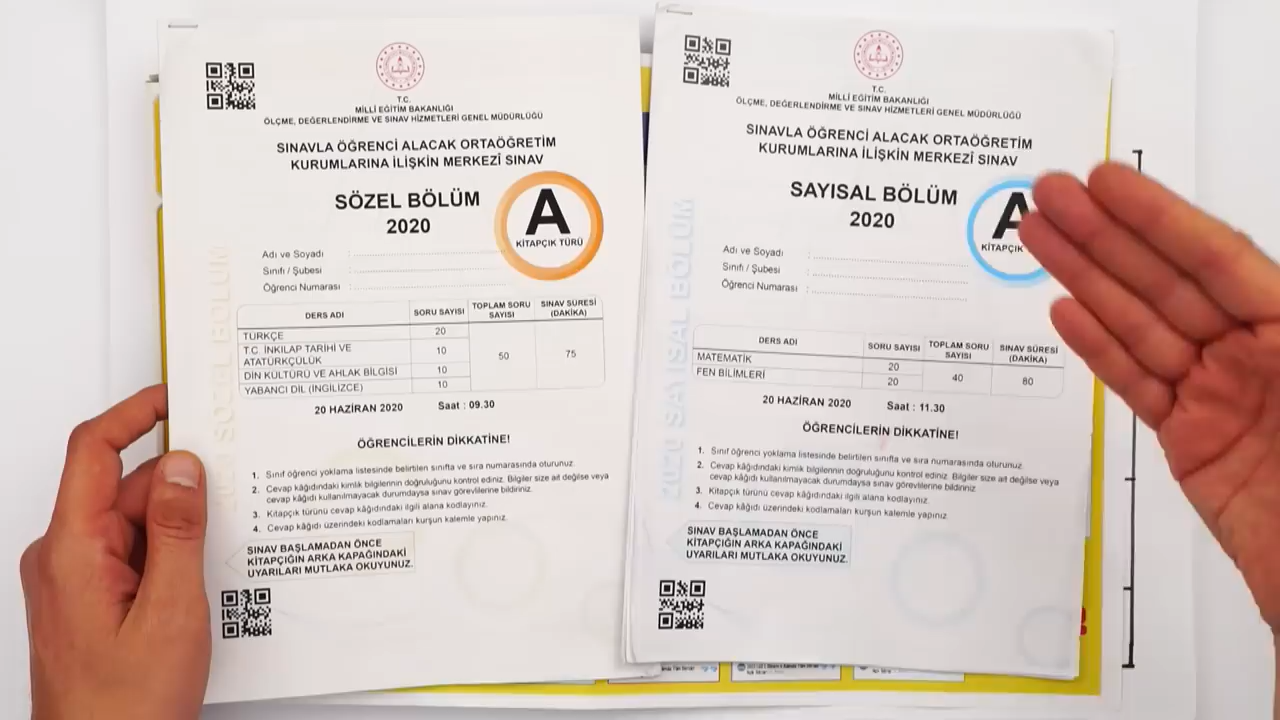 T.C.
MİLLİ EĞİTİM BAKANLIĞI
ÖLÇME, DEĞERLENDİRME VE SINAV HİZMETLERİ GENEL MÜDÜRLÜĞÜ
SINAVLA ÖĞRENCİ ALACAK ORTAÖĞRETİM
KURUMLARINA İLİŞKİN MERKEZÎ SINAV
SÖZEL BÖLÜM
2020
A
KİTAPÇIK TÜRÜ
Adı ve Soyadı :
Sınıfı / Şubesi :
Öğrenci Numarası :
DERS ADI SORU SAYISI TOPLAM SORU SAYISI SINAV SÜRESİ (DAKİKA)
TÜRKÇE 20
T.C. İNKILAP TARİHİ VE
ATATÜRKÇÜLÜK 10
50 75
DİN KÜLTÜRÜ VE AHLAK BİLGİSİ 10
YABANCI DİL (İNGİLİZCE) 10
20 HAZİRAN 2020 Saat : 09.30
ÖĞRENCİLERİN DİKKATİNE!
1. Sınıf öğrenci yoklama listesinde belirtilen sınıfta ve sıra numarasında oturunuz.
2. Cevap kâğıdındaki kimlik bilgilerinin doğruluğunu kontrol ediniz. Bilgiler size ait değilse veya
cevap kâğıdı kullanılmayacak durumdaysa sınav görevlilerine bildiriniz.
3. Kitapçık türünü cevap kâğıdındaki ilgili alana kodlayınız.
4. Cevap kâğıdı üzerindeki kodlamaları kurşun kalemle yapınız.
SINAV BAŞLAMADAN ÖNCE
KİTAPÇIĞIN ARKA KAPAĞINDAKİ
UYARILARI MUTLAKA OKUYUNUZ.
2020 SÖZEL BÖLÜM
T.C.
MİLLİ EĞİTİM BAKANLIĞI
ÖLÇME, DEĞERLENDİRME VE SINAV HİZMETLERİ GENEL MÜDÜRLÜĞÜ
SINAVLA ÖĞRENCİ ALACAK ORTAÖĞRETİM
KURUMLARINA İLİŞKİN MERKEZÎ SINAV
SAYISAL BÖLÜM
2020
A
KİTAPÇIK
Adı ve Soyadı :
Sınıfı / Şubesi :
Öğrenci Numarası :
DERS ADI SORU SAYISI TOPLAM SORU SAYISI SINAV SÜRESİ (DAKİKA)
MATEMATİK 20
40 80
FEN BİLİMLERİ 20
20 HAZİRAN 2020 Saat : 11.30
ÖĞRENCİLERİN DİKKATİNE!
1. Sınıf öğrenci yoklama listesinde belirtilen sınıfta ve sıra numarasında oturunuz.
2. Cevap kâğıdındaki kimlik bilgilerinin doğruluğunu kontrol ediniz. Bilgiler size ait değilse veya
cevap kâğıdı kullanılmayacak durumdaysa sınav görevlilerine bildiriniz.
3. Kitapçık türünü cevap kâğıdındaki ilgili alana kodlayınız.
4. Cevap kâğıdı üzerindeki kodlamaları kurşun kalemle yapınız.
SINAV BAŞLAMADAN ÖNCE
KİTAPÇIĞIN ARKA KAPAĞINDAKİ
UYARILARI MUTLAKA OKUYUNUZ.
2020 SAYISAL BÖLÜM